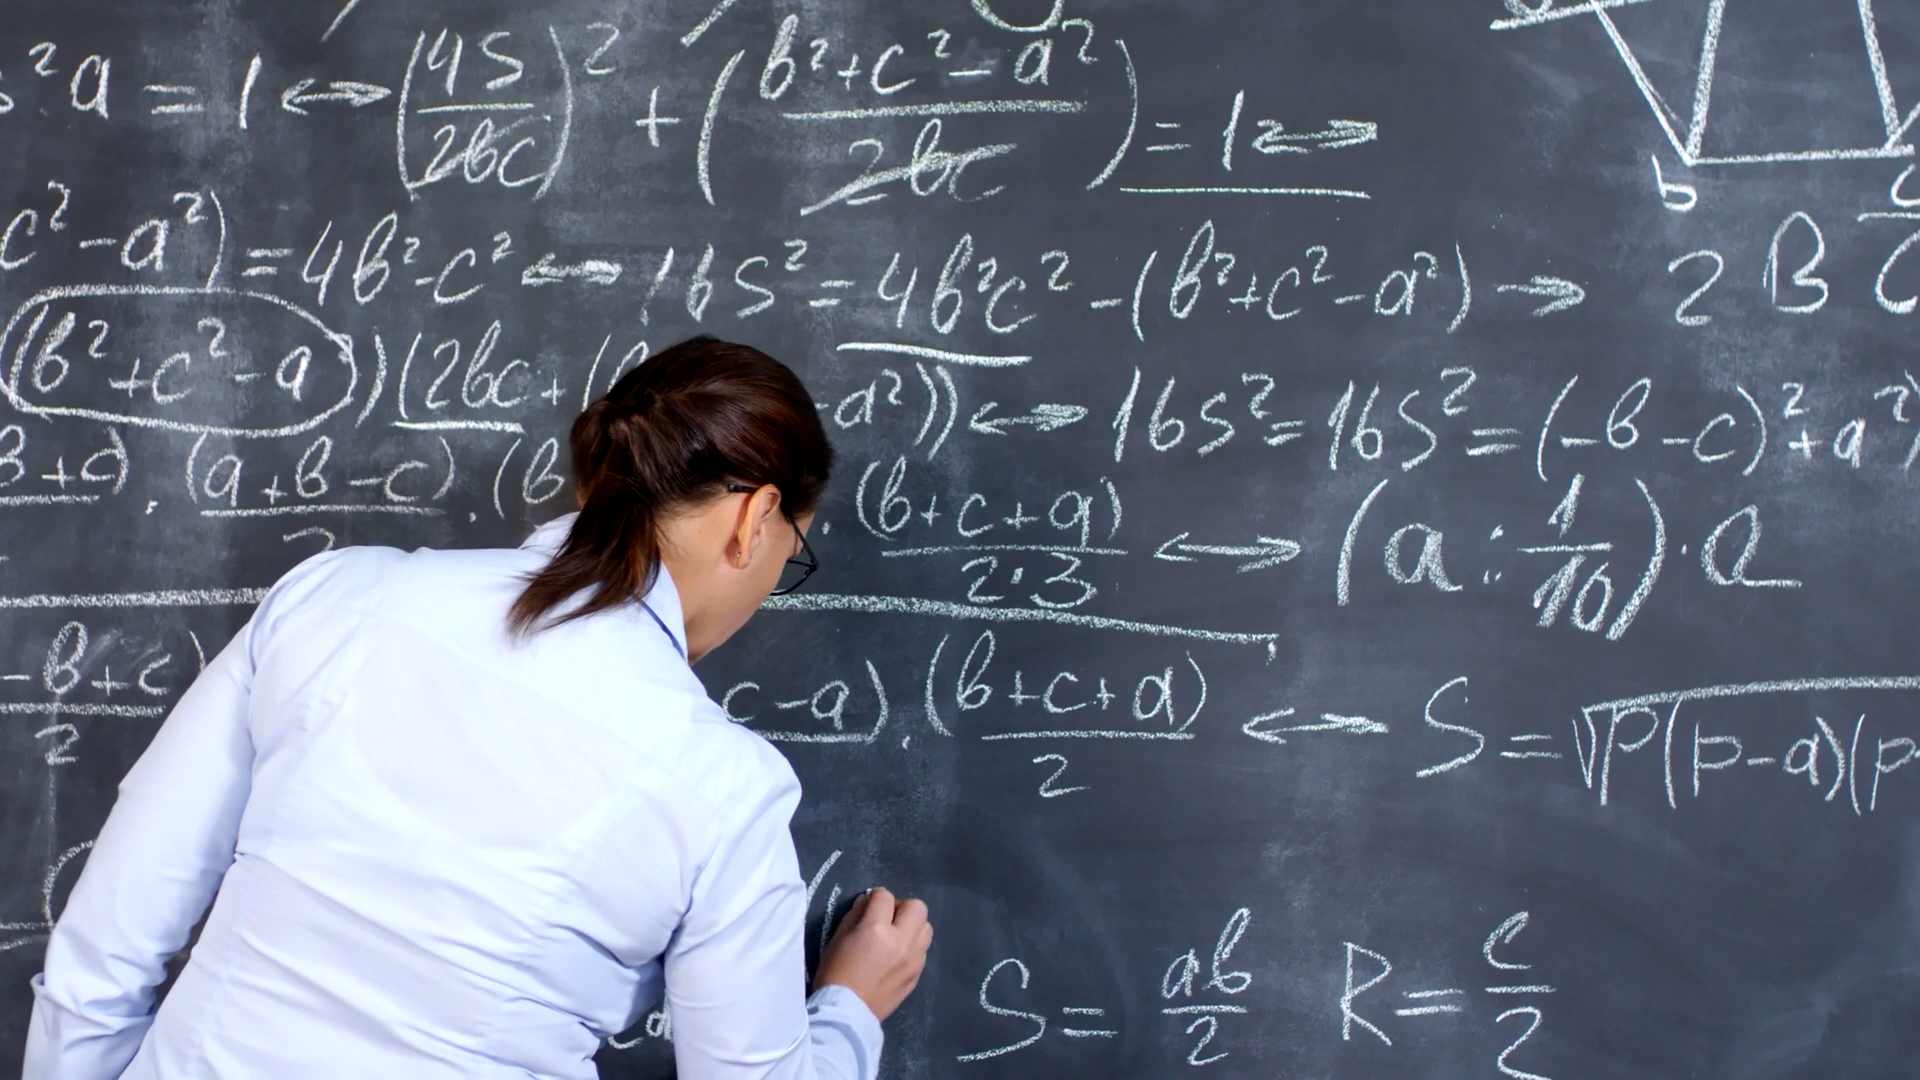 ²a = 1 ↔ (4S/2bc)² + (b²+c²-a²/2bc) = 1 ↔
b c
c²-a²) = 4b²-c² ↔ 16S² = 4b²c² - (b²+c²-a²) → 2 B C
(b²+c²-a))(2bc+( -a²)) ↔ 16S² = 16S² = (-b-c)²+a²)
+c) · (a+b-c)/2 · (b · (b+c+a)/2·3 ↔ (a : 1/10) · a
-b+c)/2 c-a) · (b+c+a)/2 ↔ S = √p(p-a)(p
S = ab/2 R = c/2